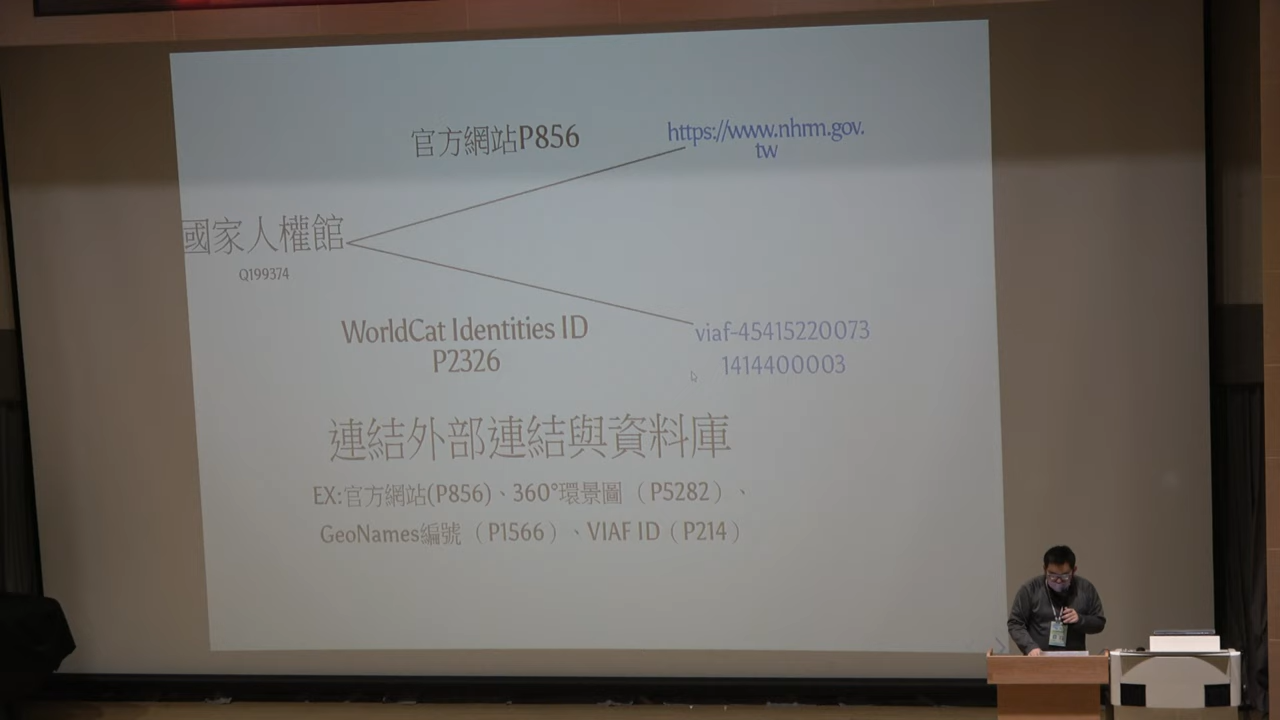 官方網站P856
https://www.nhrm.gov.
tw
國家人權館
Q199374
WorldCat Identities ID
P2326
viaf-45415220073
1414400003
連結外部連結與資料庫
EX:官方網站(P856)、360°環景圖（P5282）、
GeoNames編號（P1566）、VIAF ID（P214）